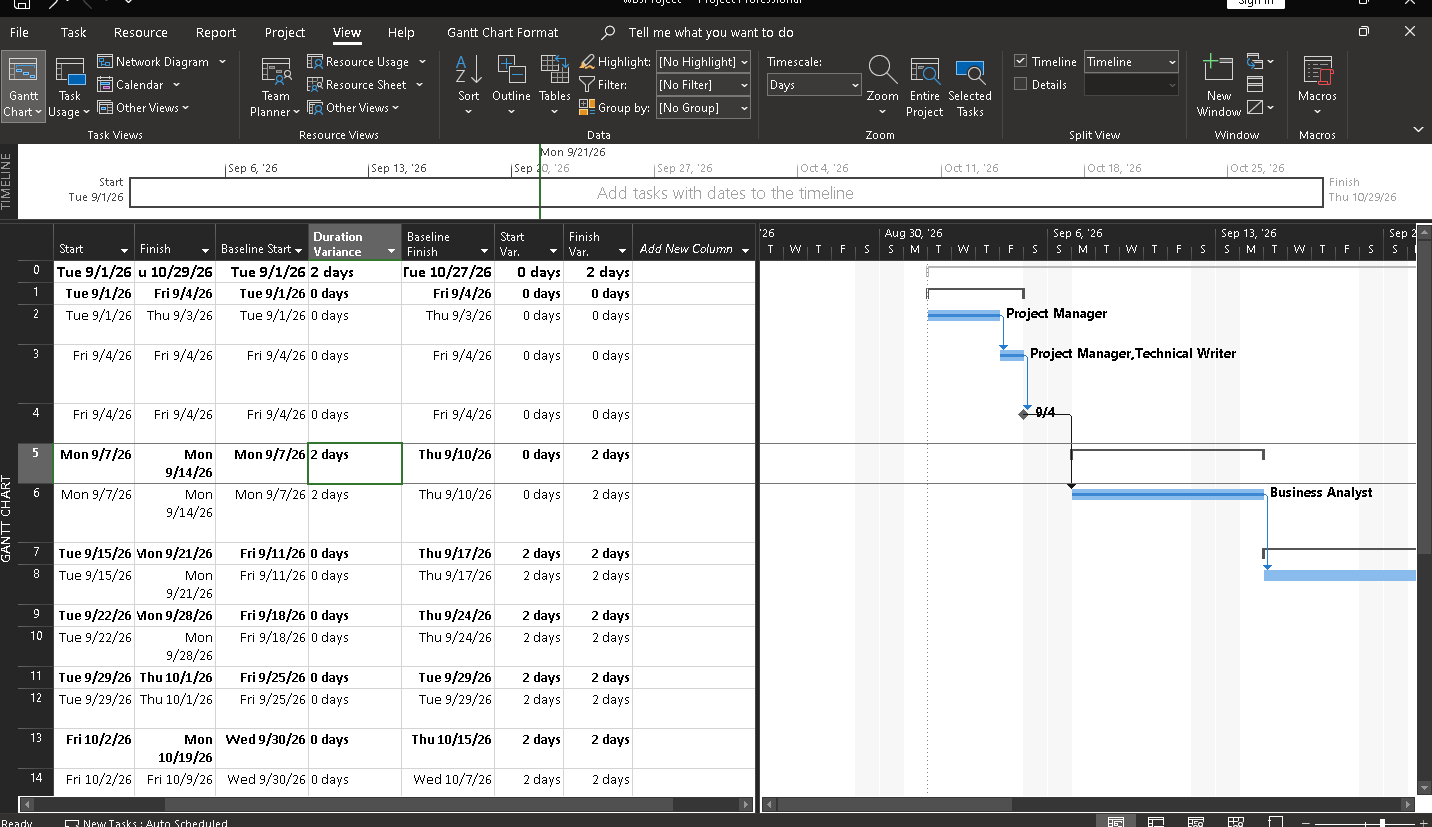 WBSProject - Project Professional
Sign in
File Task Resource Report Project View Help Gantt Chart Format Tell me what you want to do
Gantt Chart
Task Usage
Network Diagram
Calendar
Other Views
Task Views
Team Planner
Resource Usage
Resource Sheet
Other Views
Resource Views
Sort
Outline
Tables
Highlight: [No Highlight]
Filter: [No Filter]
Group by: [No Group]
Data
Timescale:
Days
Zoom
Entire Project
Selected Tasks
Zoom
Timeline Timeline
Details
Split View
New Window
Window
Macros
Macros
TIMELINE
Mon 9/21/26
Sep 6, '26 Sep 13, '26 Sep 20, '26 Sep 27, '26 Oct 4, '26 Oct 11, '26 Oct 18, '26 Oct 25, '26
Start
Tue 9/1/26
Add tasks with dates to the timeline
Finish
Thu 10/29/26
GANTT CHART
Start Finish Baseline Start Duration Variance Baseline Finish Start Var. Finish Var. Add New Column
0 Tue 9/1/26 u 10/29/26 Tue 9/1/26 2 days Tue 10/27/26 0 days 2 days
1 Tue 9/1/26 Fri 9/4/26 Tue 9/1/26 0 days Fri 9/4/26 0 days 0 days
2 Tue 9/1/26 Thu 9/3/26 Tue 9/1/26 0 days Thu 9/3/26 0 days 0 days
3 Fri 9/4/26 Fri 9/4/26 Fri 9/4/26 0 days Fri 9/4/26 0 days 0 days
4 Fri 9/4/26 Fri 9/4/26 Fri 9/4/26 0 days Fri 9/4/26 0 days 0 days
5 Mon 9/7/26 Mon 9/14/26 Mon 9/7/26 2 days Thu 9/10/26 0 days 2 days
6 Mon 9/7/26 Mon 9/14/26 Mon 9/7/26 2 days Thu 9/10/26 0 days 2 days
7 Tue 9/15/26 Mon 9/21/26 Fri 9/11/26 0 days Thu 9/17/26 2 days 2 days
8 Tue 9/15/26 Mon 9/21/26 Fri 9/11/26 0 days Thu 9/17/26 2 days 2 days
9 Tue 9/22/26 Mon 9/28/26 Fri 9/18/26 0 days Thu 9/24/26 2 days 2 days
10 Tue 9/22/26 Mon 9/28/26 Fri 9/18/26 0 days Thu 9/24/26 2 days 2 days
11 Tue 9/29/26 Thu 10/1/26 Fri 9/25/26 0 days Tue 9/29/26 2 days 2 days
12 Tue 9/29/26 Thu 10/1/26 Fri 9/25/26 0 days Tue 9/29/26 2 days 2 days
13 Fri 10/2/26 Mon 10/19/26 Wed 9/30/26 0 days Thu 10/15/26 2 days 2 days
14 Fri 10/2/26 Fri 10/9/26 Wed 9/30/26 0 days Wed 10/7/26 2 days 2 days
'26 Aug 30, '26 Sep 6, '26 Sep 13, '26 Sep 2
T W T F S S M T W T F S S M T W T F S S M T W T F S S
Project Manager
Project Manager,Technical Writer
9/4
Business Analyst
Ready New Tasks : Auto Scheduled